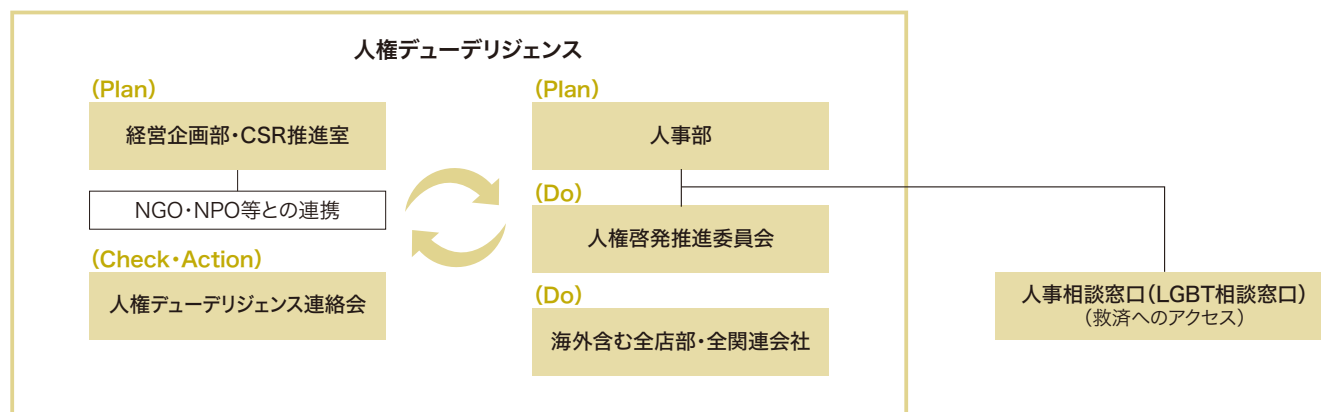 人権デューデリジェンス
（Plan）
経営企画部・CSR推進室
NGO・NPO等との連携
（Check・Action）
人権デューデリジェンス連絡会
（Plan）
人事部
（Do）
人権啓発推進委員会
（Do）
海外含む全店部・全関連会社
人事相談窓口（LGBT相談窓口）
（救済へのアクセス）